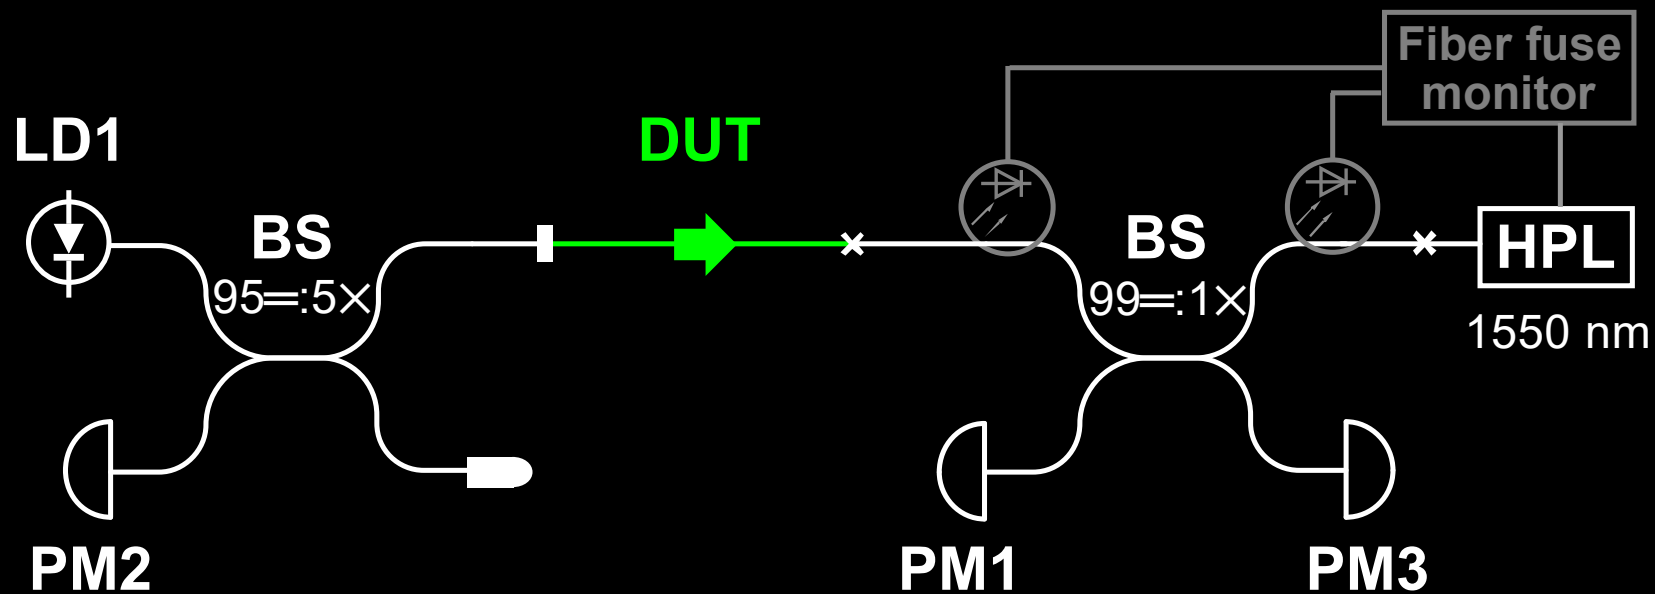 Fiber fuse
monitor
LD1
DUT
BS
95=:5×
BS
99=:1×
HPL
1550 nm
PM2
PM1
PM3